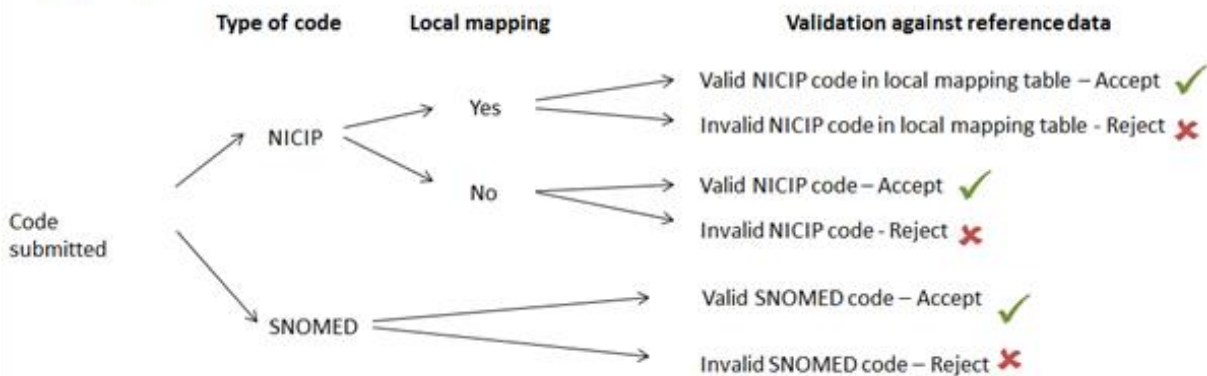 Type of code
Local mapping
Validation against reference data
Valid NICIP code in local mapping table – Accept
Yes
Invalid NICIP code in local mapping table - Reject
NICIP
No
Valid NICIP code – Accept
Invalid NICIP code - Reject
Code
submitted
Valid SNOMED code – Accept
SNOMED
Invalid SNOMED code – Reject